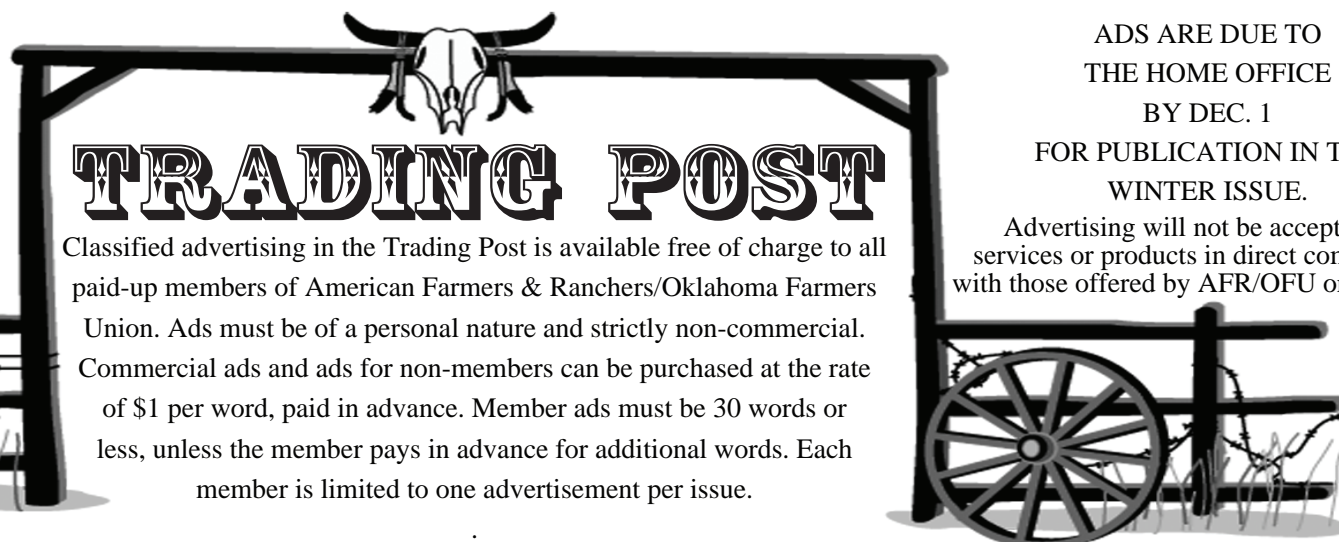 TRADING POST
Classified advertising in the Trading Post is available free of charge to all
paid-up members of American Farmers & Ranchers/Oklahoma Farmers
Union. Ads must be of a personal nature and strictly non-commercial.
Commercial ads and ads for non-members can be purchased at the rate
of $1 per word, paid in advance. Member ads must be 30 words or
less, unless the member pays in advance for additional words. Each
member is limited to one advertisement per issue.
.
ADS ARE DUE TO
THE HOME OFFICE
BY DEC. 1
FOR PUBLICATION IN
WINTER ISSUE.
Advertising will not be
services or products in direct
with those offered by AFR/OFU